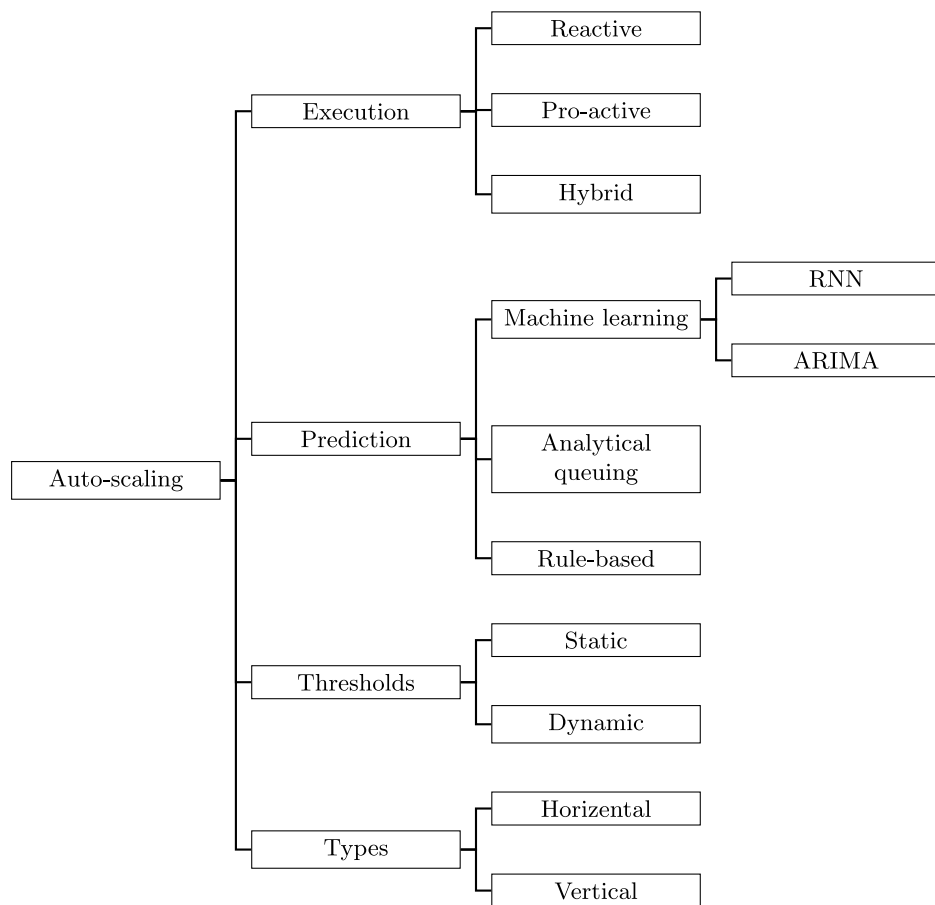 Reactive
Execution
Pro-active
Hybrid
RNN
Machine learning
ARIMA
Prediction
Analytical
queuing
Auto-scaling
Rule-based
Static
Thresholds
Dynamic
Horizental
Types
Vertical